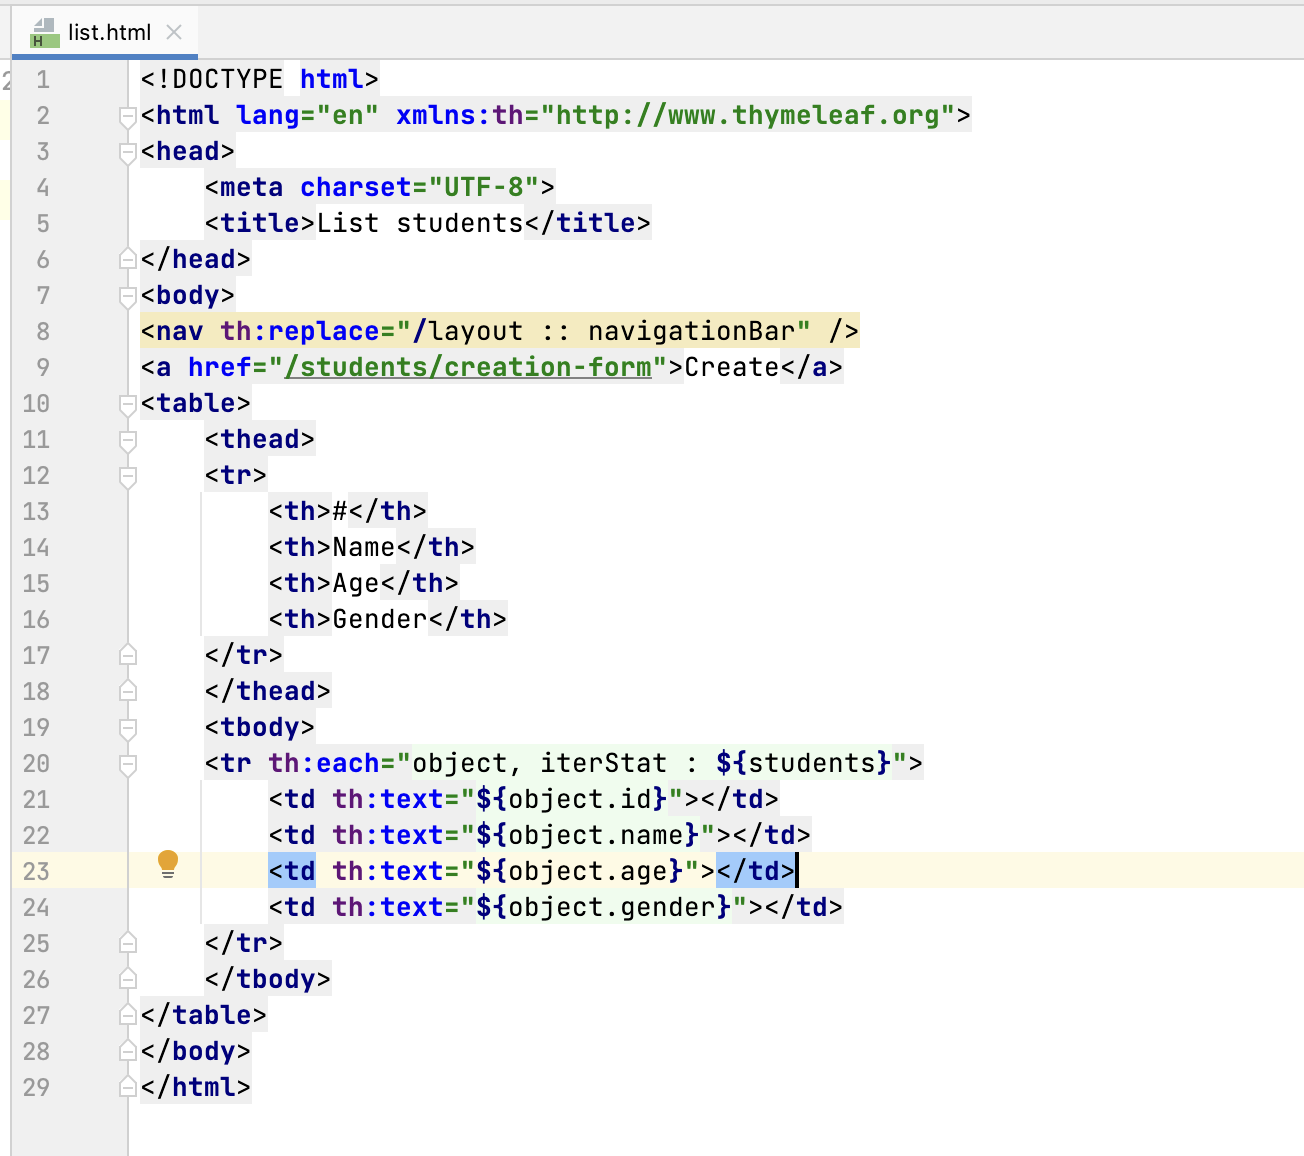 list.html
1 <!DOCTYPE html>
2 <html lang="en" xmlns:th="http://www.thymeleaf.org">
3 <head>
4     <meta charset="UTF-8">
5     <title>List students</title>
6 </head>
7 <body>
8 <nav th:replace="/layout :: navigationBar" />
9 <a href="/students/creation-form">Create</a>
10 <table>
11     <thead>
12     <tr>
13         <th>#</th>
14         <th>Name</th>
15         <th>Age</th>
16         <th>Gender</th>
17     </tr>
18     </thead>
19     <tbody>
20     <tr th:each="object, iterStat : ${students}">
21         <td th:text="${object.id}"></td>
22         <td th:text="${object.name}"></td>
23         <td th:text="${object.age}"></td>
24         <td th:text="${object.gender}"></td>
25     </tr>
26     </tbody>
27 </table>
28 </body>
29 </html>